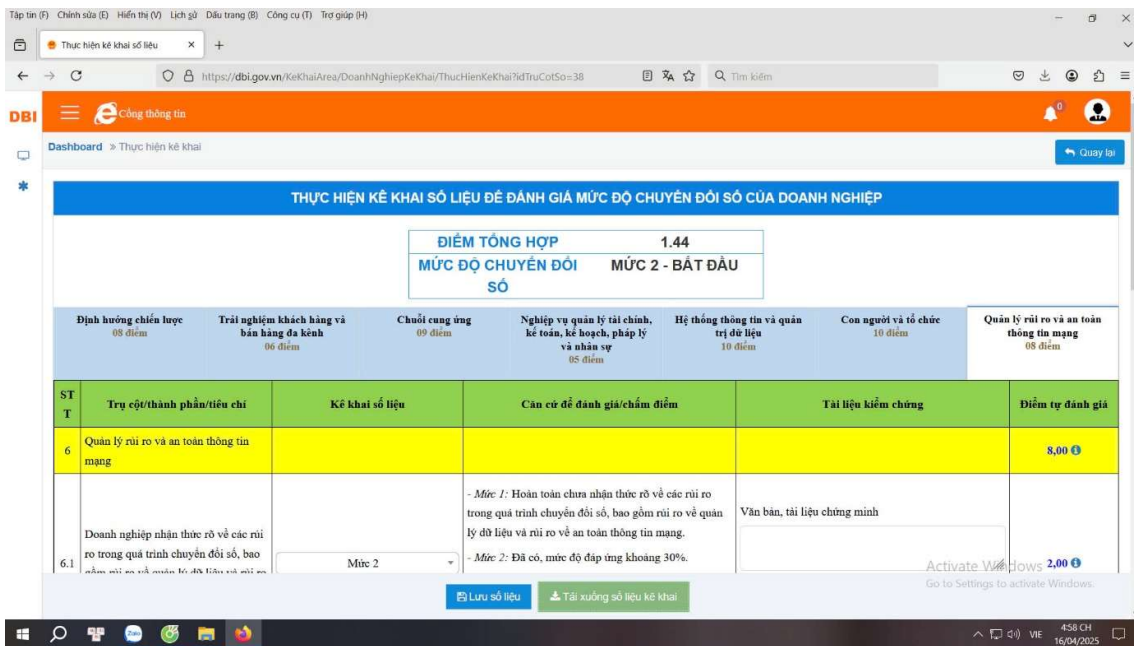 Tập tin (F) Chỉnh sửa (E) Hiển thị (V) Lịch sử Dấu trang (B) Công cụ (T) Trợ giúp (H)
Thực hiện kê khai số liệu
https://dbi.gov.vn/KeKhaiArea/DoanhNghiepKeKhai/ThucHienKeKhai?idTruCotSo=38
Tìm kiếm
DBI
Cổng thông tin
0
Dashboard » Thực hiện kê khai
Quay lại
THỰC HIỆN KÊ KHAI SỐ LIỆU ĐỂ ĐÁNH GIÁ MỨC ĐỘ CHUYỂN ĐỔI SỐ CỦA DOANH NGHIỆP
ĐIỂM TỔNG HỢP 1.44
MỨC ĐỘ CHUYỂN ĐỔI MỨC 2 - BẮT ĐẦU
SỐ
Định hướng chiến lược
08 điểm
Trải nghiệm khách hàng và
bán hàng đa kênh
06 điểm
Chuỗi cung ứng
09 điểm
Nghiệp vụ quản lý tài chính,
kế toán, kế hoạch, pháp lý
và nhân sự
05 điểm
Hệ thống thông tin và quản
trị dữ liệu
10 điểm
Con người và tổ chức
10 điểm
Quản lý rủi ro và an toàn
thông tin mạng
08 điểm
ST
T
Trụ cột/thành phần/tiêu chí
Kê khai số liệu
Căn cứ để đánh giá/chấm điểm
Tài liệu kiểm chứng
Điểm tự đánh giá
6
Quản lý rủi ro và an toàn thông tin
mạng
8,00
6.1
Doanh nghiệp nhận thức rõ về các rủi
ro trong quá trình chuyển đổi số, bao
gồm rủi ro về quản lý dữ liệu và rủi ro
Mức 2
- Mức 1: Hoàn toàn chưa nhận thức rõ về các rủi ro
trong quá trình chuyển đổi số, bao gồm rủi ro về quản
lý dữ liệu và rủi ro về an toàn thông tin mạng.
- Mức 2: Đã có, mức độ đáp ứng khoảng 30%.
Văn bản, tài liệu chứng minh
2,00
Activate Windows
Go to Settings to activate Windows.
Lưu số liệu
Tải xuống số liệu kê khai
Zalo
VIE
4:58 CH
16/04/2025